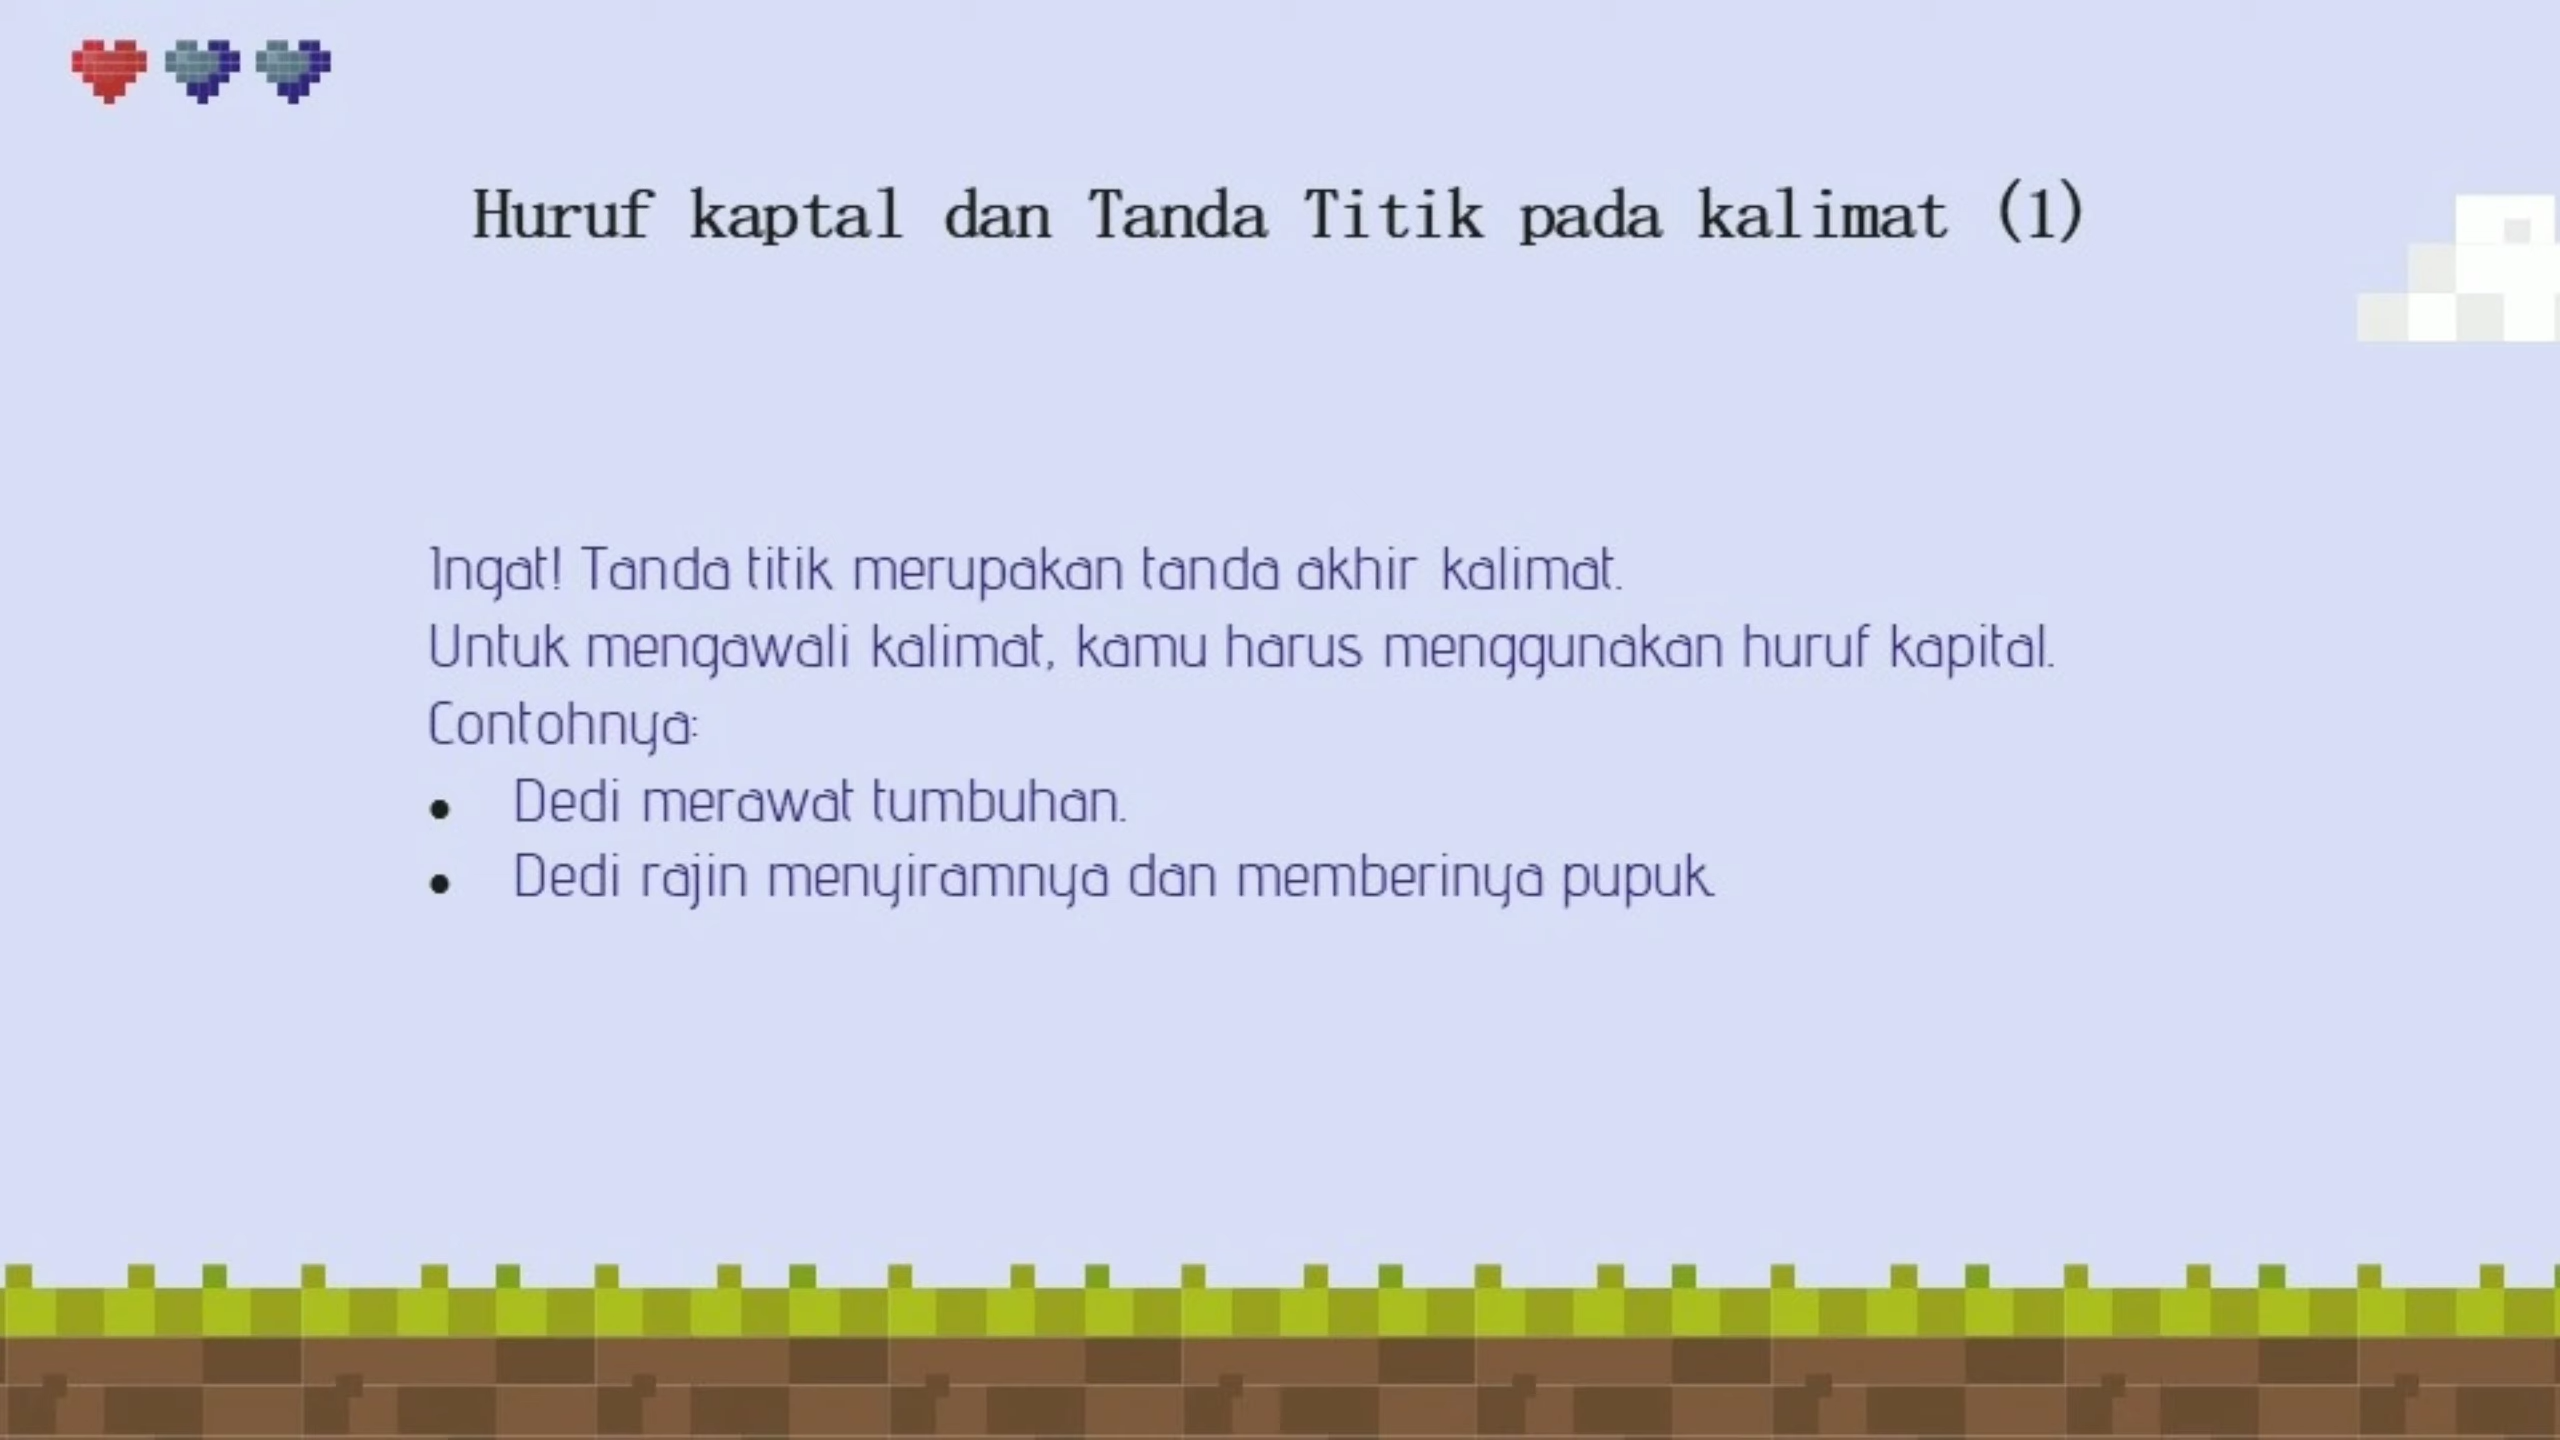 Huruf kaptal dan Tanda Titik pada kalimat (1)
Ingat! Tanda titik merupakan tanda akhir kalimat.
Untuk mengawali kalimat, kamu harus menggunakan huruf kapital.
Contohnya:
• Dedi merawat tumbuhan.
• Dedi rajin menyiramnya dan memberinya pupuk.